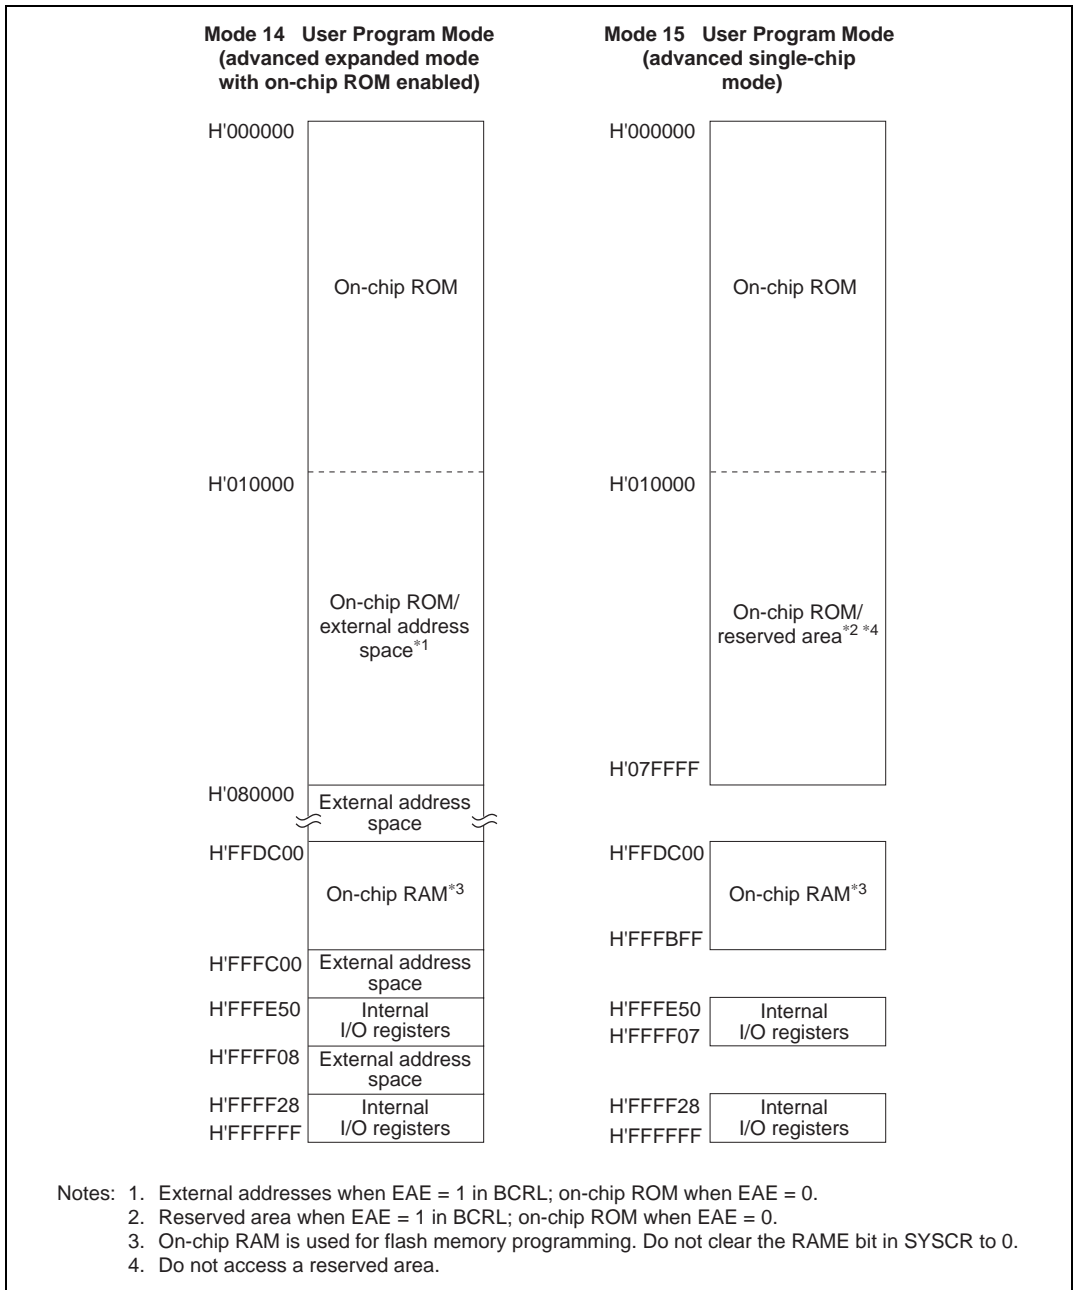 Mode 14 User Program Mode
(advanced expanded mode
with on-chip ROM enabled)
H'000000
On-chip ROM
H'010000
On-chip ROM/
external address
space*1
H'080000
External address
space
H'FFDC00
On-chip RAM*3
H'FFFC00
External address
space
H'FFFE50
Internal
I/O registers
H'FFFF08
External address
space
H'FFFF28
Internal
I/O registers
H'FFFFFF
Mode 15 User Program Mode
(advanced single-chip
mode)
H'000000
On-chip ROM
H'010000
On-chip ROM/
reserved area*2 *4
H'07FFFF
H'FFDC00
On-chip RAM*3
H'FFFBFF
H'FFFE50
Internal
I/O registers
H'FFFF07
H'FFFF28
Internal
I/O registers
H'FFFFFF
Notes: 1. External addresses when EAE = 1 in BCRL; on-chip ROM when EAE = 0.
2. Reserved area when EAE = 1 in BCRL; on-chip ROM when EAE = 0.
3. On-chip RAM is used for flash memory programming. Do not clear the RAME bit in SYSCR to 0.
4. Do not access a reserved area.